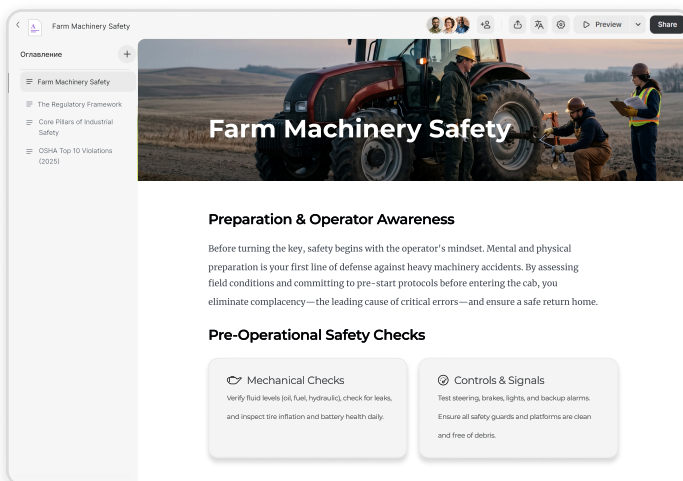 Farm Machinery Safety
Preview
Share
Оглавление
Farm Machinery Safety
The Regulatory Framework
Core Pillars of Industrial
Safety
OSHA Top 10 Violations
(2025)
Farm Machinery Safety
Preparation & Operator Awareness
Before turning the key, safety begins with the operator's mindset. Mental and physical
preparation is your first line of defense against heavy machinery accidents. By assessing
field conditions and committing to pre-start protocols before entering the cab, you
eliminate complacency—the leading cause of critical errors—and ensure a safe return home.
Pre-Operational Safety Checks
Mechanical Checks
Verify fluid levels (oil, fuel, hydraulic), check for leaks,
and inspect tire inflation and battery health daily.
Controls & Signals
Test steering, brakes, lights, and backup alarms.
Ensure all safety guards and platforms are clean
and free of debris.